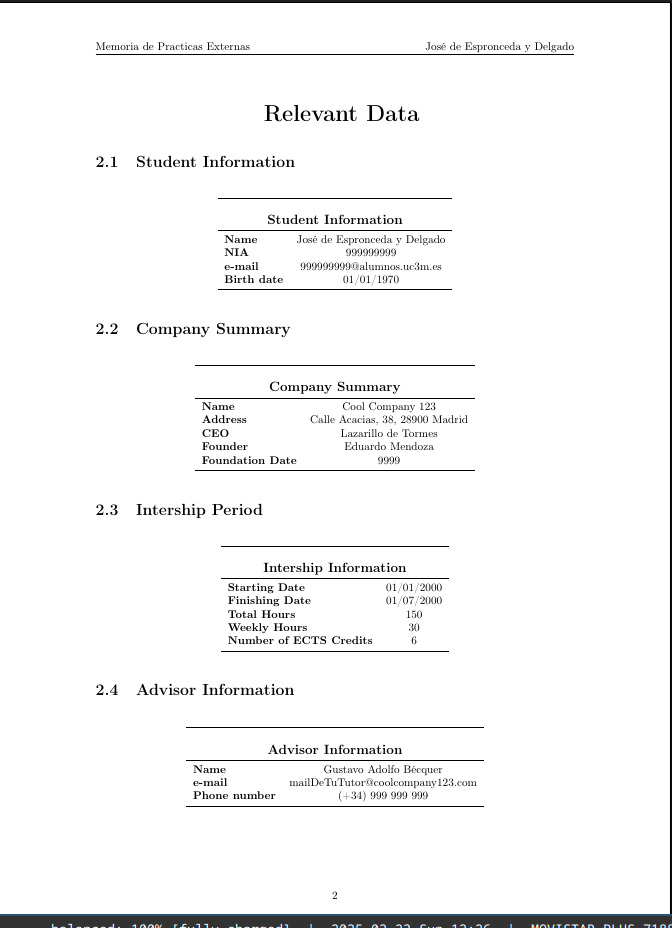 Memoria de Practicas Externas José de Espronceda y Delgado
Relevant Data
2.1 Student Information
Student Information
Name José de Espronceda y Delgado
NIA 999999999
e-mail 999999999@alumnos.uc3m.es
Birth date 01/01/1970
2.2 Company Summary
Company Summary
Name Cool Company 123
Address Calle Acacias, 38, 28900 Madrid
CEO Lazarillo de Tormes
Founder Eduardo Mendoza
Foundation Date 9999
2.3 Intership Period
Intership Information
Starting Date 01/01/2000
Finishing Date 01/07/2000
Total Hours 150
Weekly Hours 30
Number of ECTS Credits 6
2.4 Advisor Information
Advisor Information
Name Gustavo Adolfo Bécquer
e-mail mailDeTuTutor@coolcompany123.com
Phone number (+34) 999 999 999
2
balanced: 100% [fully-charged] | 2025-03-23 Sun 12:26 | MOVISTAR PLUS